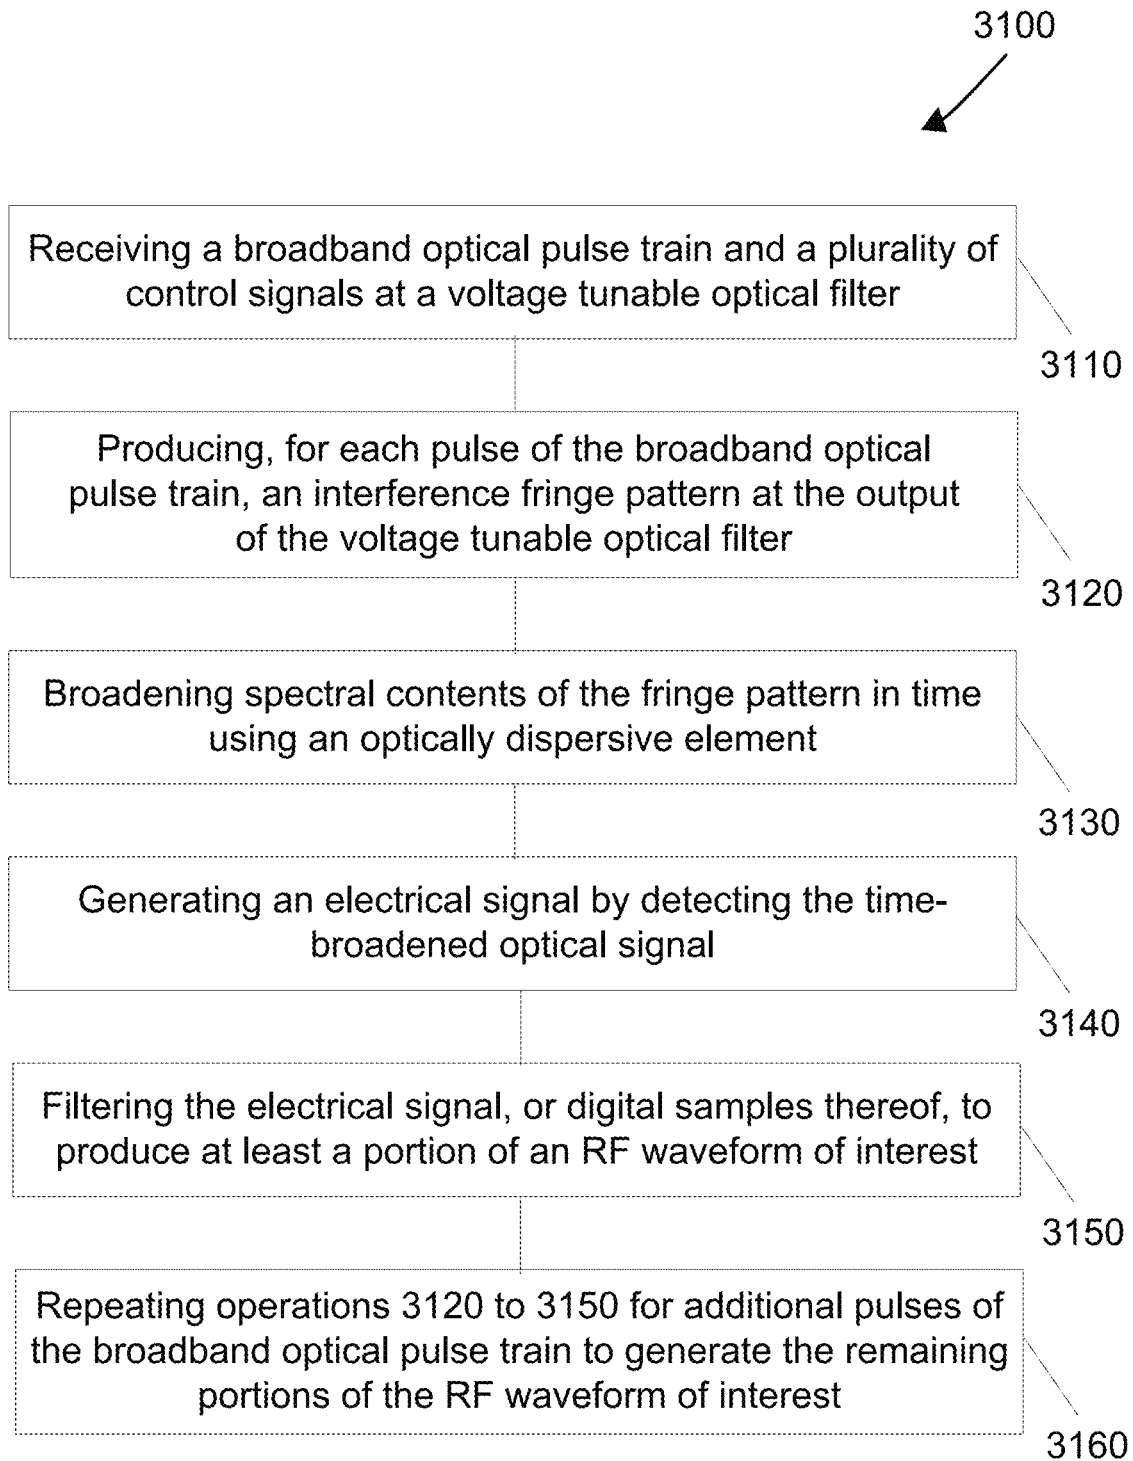 3100
Receiving a broadband optical pulse train and a plurality of
control signals at a voltage tunable optical filter
3110
Producing, for each pulse of the broadband optical
pulse train, an interference fringe pattern at the output
of the voltage tunable optical filter
3120
Broadening spectral contents of the fringe pattern in time
using an optically dispersive element
3130
Generating an electrical signal by detecting the time-
broadened optical signal
3140
Filtering the electrical signal, or digital samples thereof, to
produce at least a portion of an RF waveform of interest
3150
Repeating operations 3120 to 3150 for additional pulses of
the broadband optical pulse train to generate the remaining
portions of the RF waveform of interest
3160